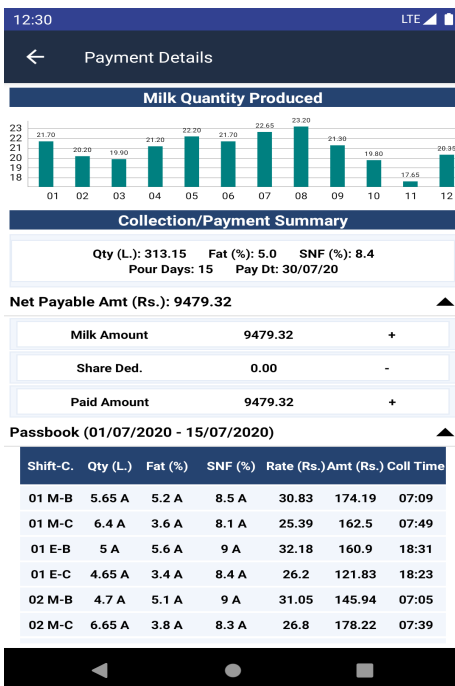 12:30 LTE
Payment Details
Milk Quantity Produced
23
22
21
20
19
18
21.70 20.20 19.90 21.20 22.20 21.70 22.65 23.20 21.30 19.80 17.65 20.35
01 02 03 04 05 06 07 08 09 10 11 12
Collection/Payment Summary
Qty (L.): 313.15 Fat (%): 5.0 SNF (%): 8.4
Pour Days: 15 Pay Dt: 30/07/20
Net Payable Amt (Rs.): 9479.32
Milk Amount 9479.32 +
Share Ded. 0.00 -
Paid Amount 9479.32 +
Passbook (01/07/2020 - 15/07/2020)
Shift-C. Qty (L.) Fat (%) SNF (%) Rate (Rs.) Amt (Rs.) Coll Time
01 M-B 5.65 A 5.2 A 8.5 A 30.83 174.19 07:09
01 M-C 6.4 A 3.6 A 8.1 A 25.39 162.5 07:49
01 E-B 5 A 5.6 A 9 A 32.18 160.9 18:31
01 E-C 4.65 A 3.4 A 8.4 A 26.2 121.83 18:23
02 M-B 4.7 A 5.1 A 9 A 31.05 145.94 07:05
02 M-C 6.65 A 3.8 A 8.3 A 26.8 178.22 07:39